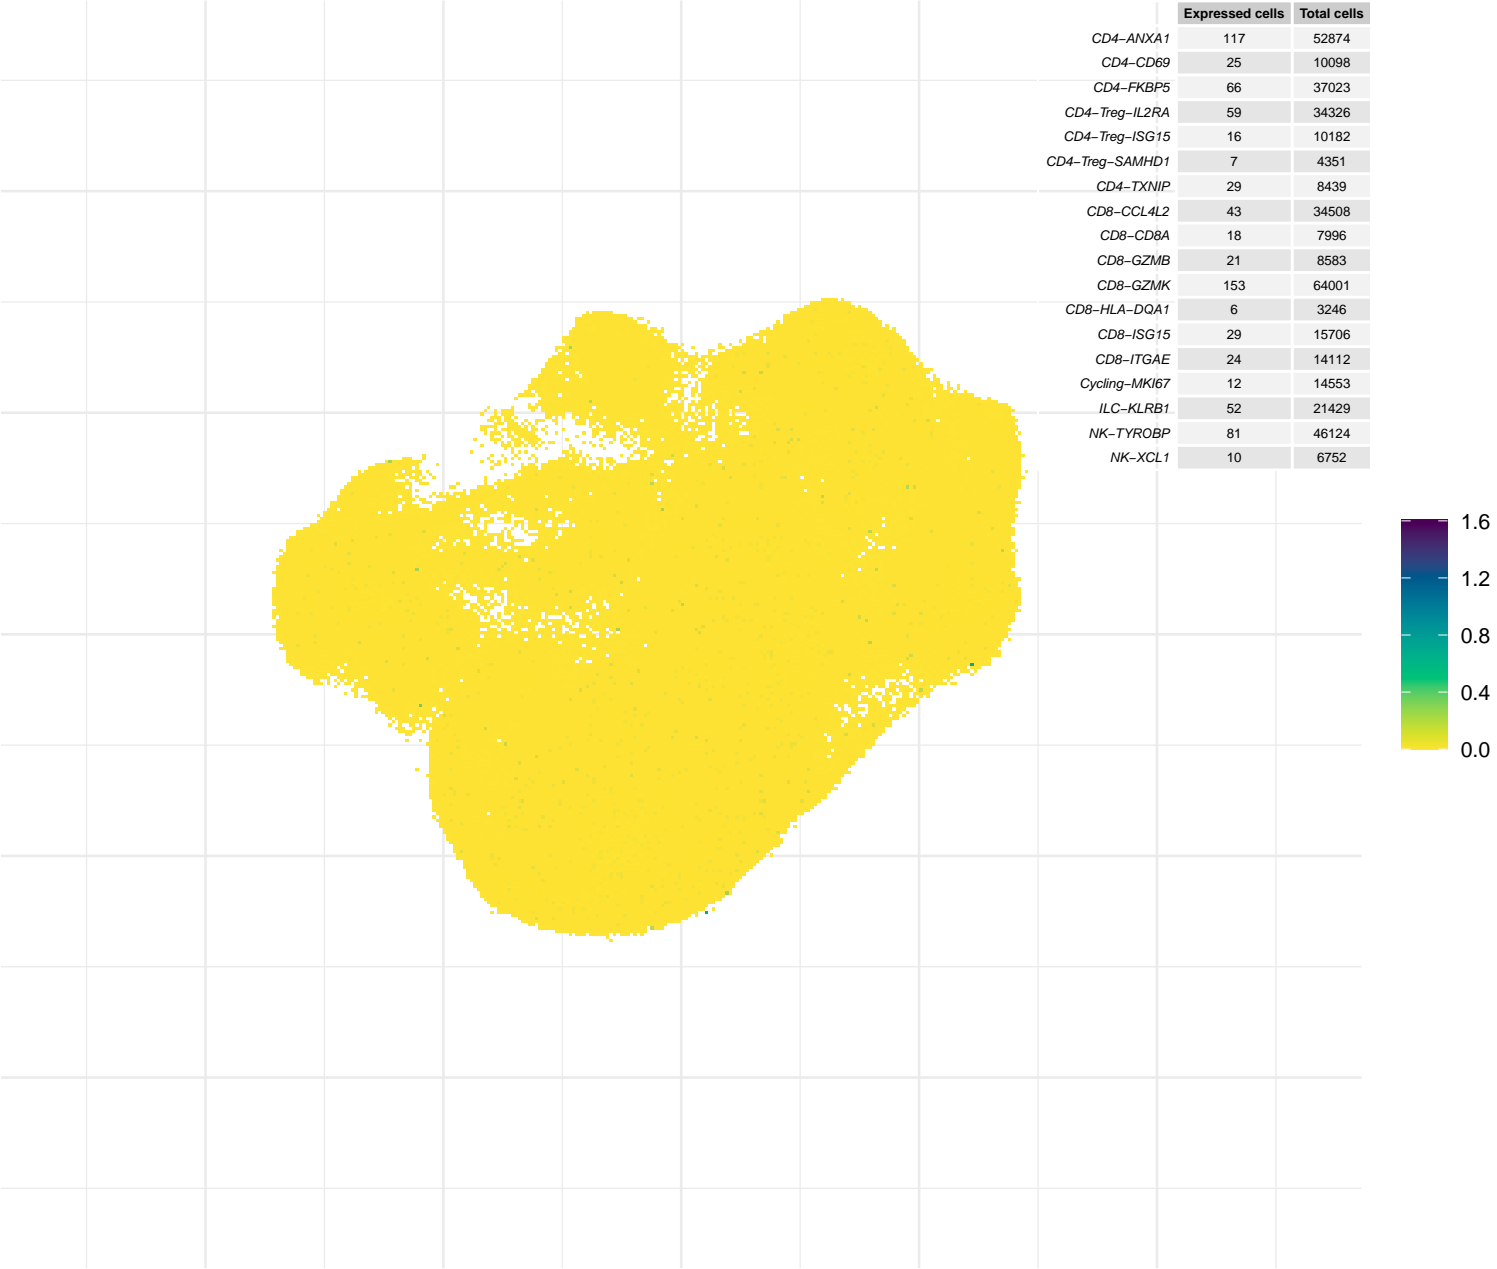 Expressed cells Total cells
CD4−ANXA1 117 52874
CD4−CD69 25 10098
CD4−FKBP5 66 37023
CD4−Treg−IL2RA 59 34326
CD4−Treg−ISG15 16 10182
CD4−Treg−SAMHD1 7 4351
CD4−TXNIP 29 8439
CD8−CCL4L2 43 34508
CD8−CD8A 18 7996
CD8−GZMB 21 8583
CD8−GZMK 153 64001
CD8−HLA−DQA1 6 3246
CD8−ISG15 29 15706
CD8−ITGAE 24 14112
Cycling−MKI67 12 14553
ILC−KLRB1 52 21429
NK−TYROBP 81 46124
NK−XCL1 10 6752
1.6
1.2
0.8
0.4
0.0